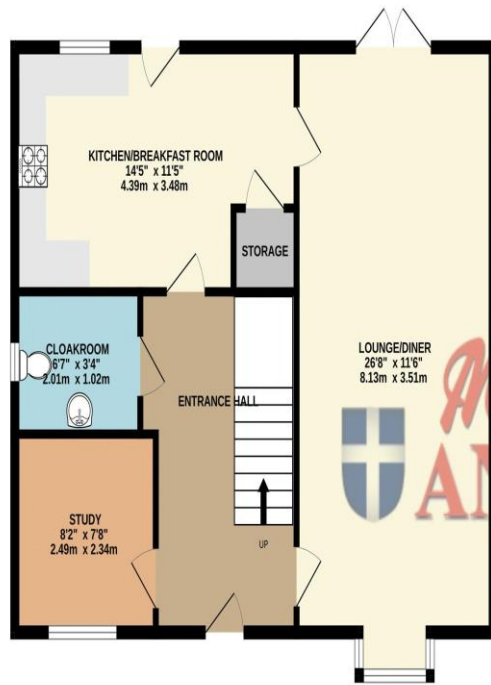 KITCHEN/BREAKFAST ROOM
14'5" x 11'5"
4.39m x 3.48m
STORAGE
CLOAKROOM
6'7" x 3'4"
2.01m x 1.02m
ENTRANCE HALL
LOUNGE/DINER
26'8" x 11'6"
8.13m x 3.51m
STUDY
8'2" x 7'8"
2.49m x 2.34m
UP